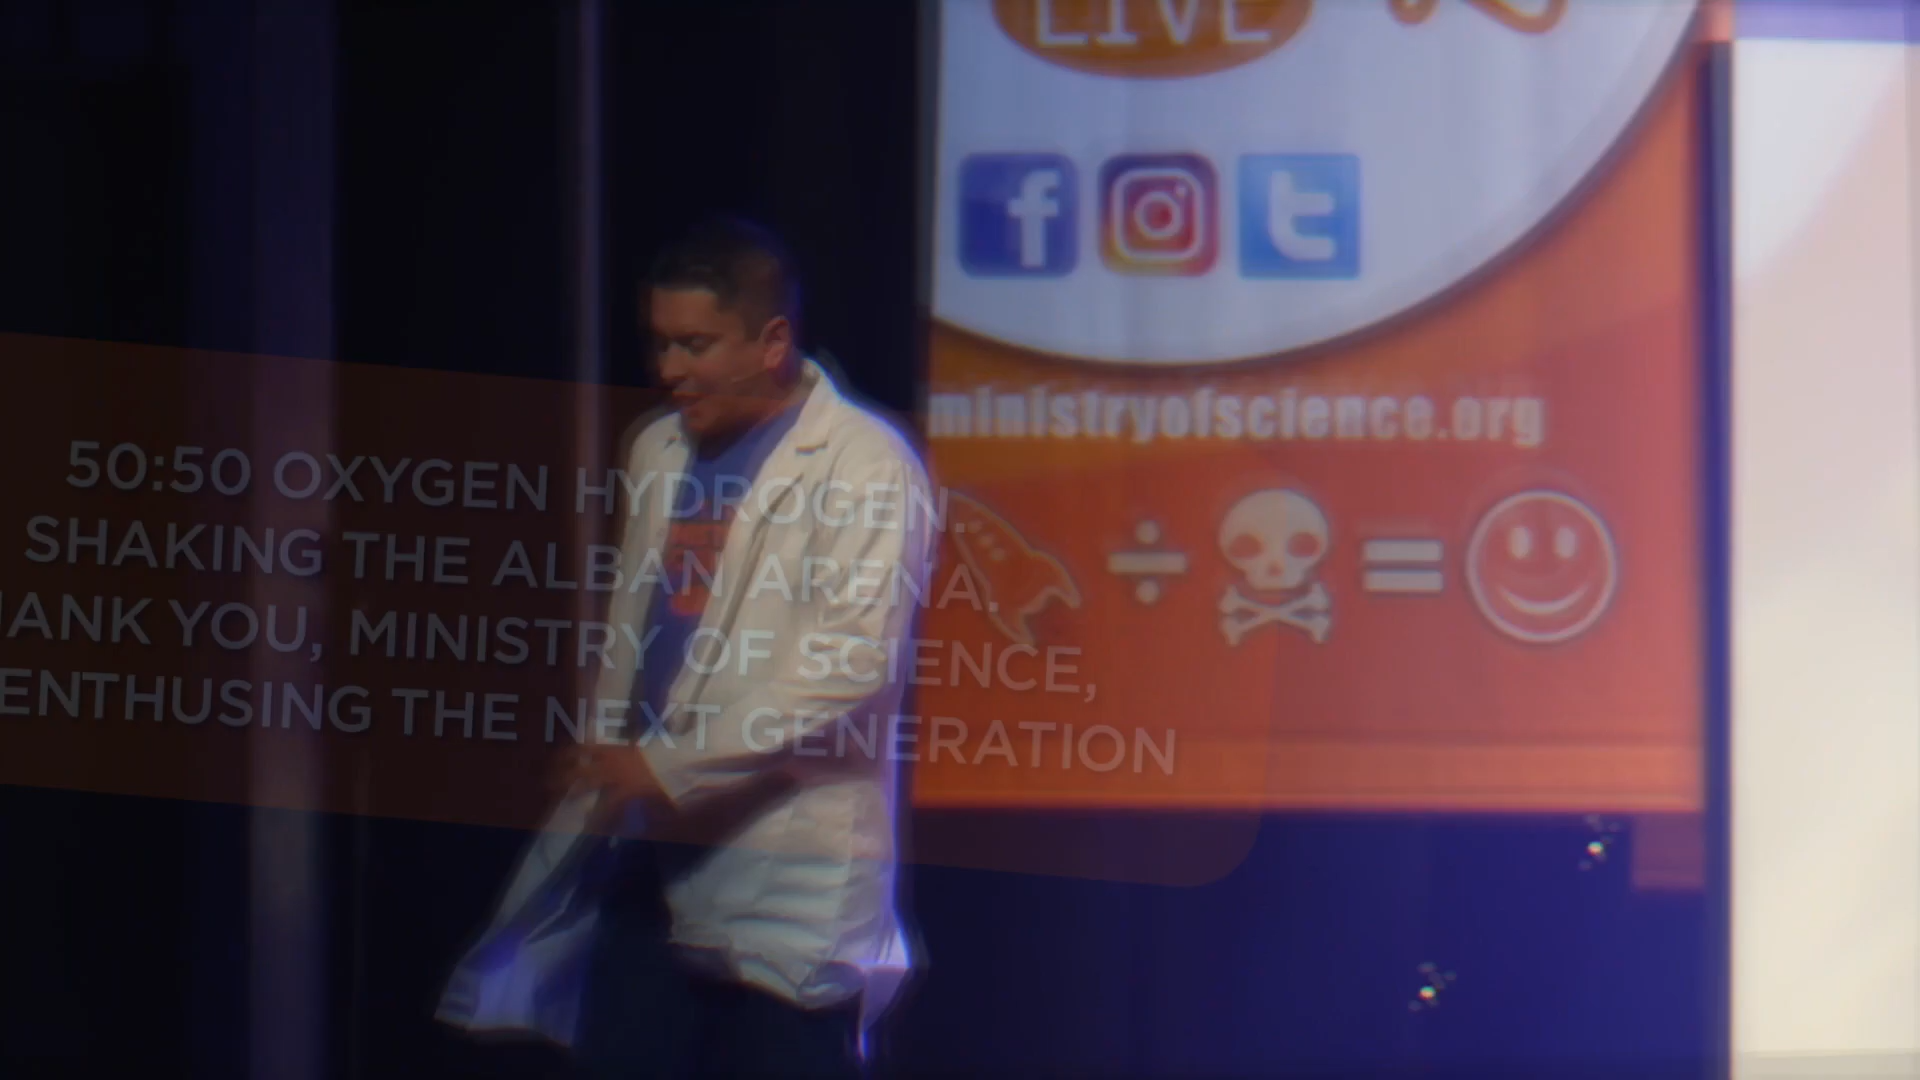 LIVE
ministryofscience.org
50:50 OXYGEN HYDROGEN.
SHAKING THE ALBAN ARENA.
YOU, MINISTRY OF SCIENCE,
ENTHUSING THE NEXT GENERATION